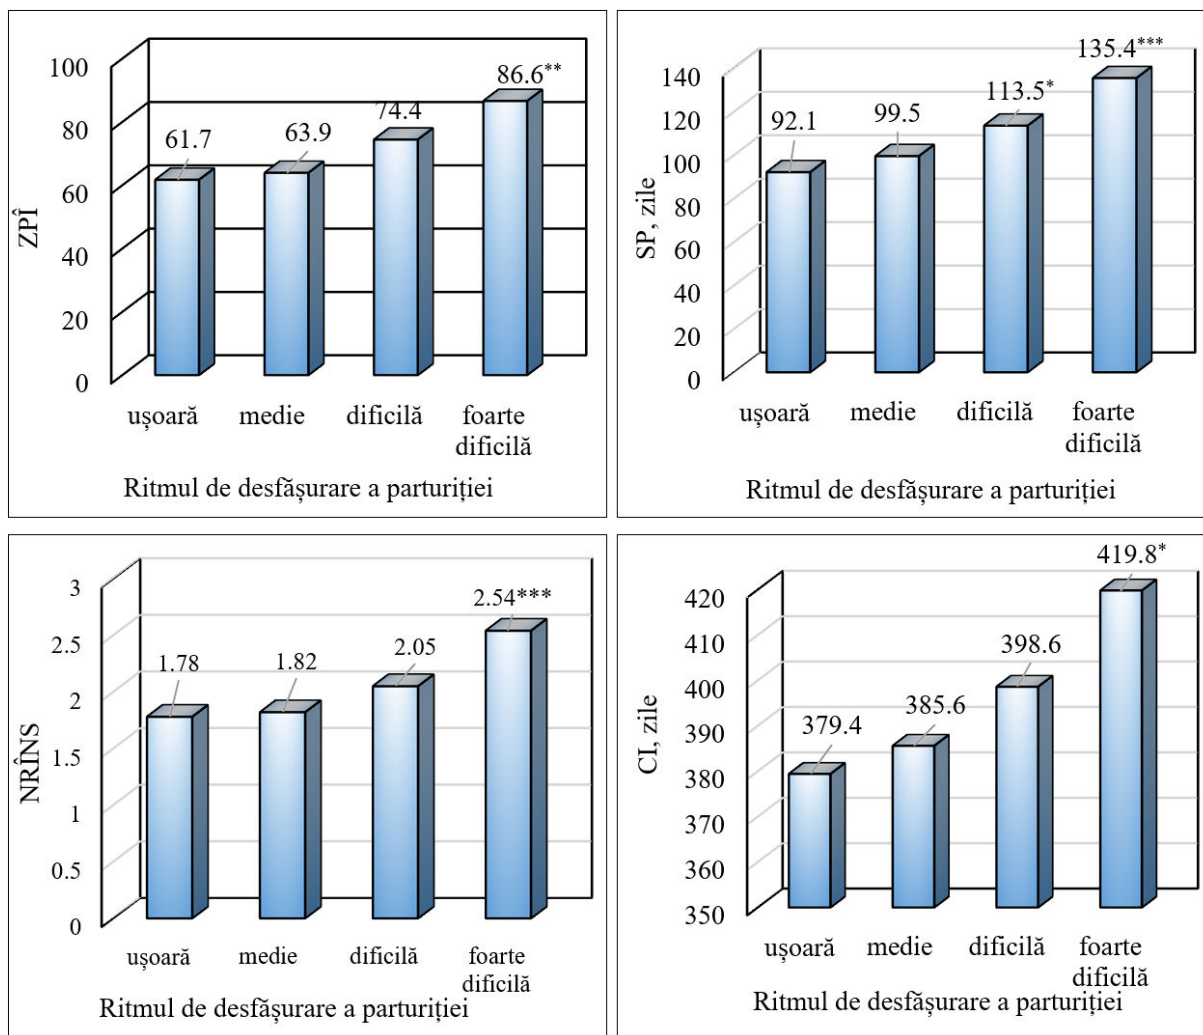 ZPÎ
100
80
60
40
20
0
61.7
63.9
74.4
86.6**
ușoară
medie
dificilă
foarte
dificilă
Ritmul de desfășurare a parturiției
SP, zile
140
120
100
80
60
40
20
0
92.1
99.5
113.5*
135.4***
ușoară
medie
dificilă
foarte
dificilă
Ritmul de desfășurare a parturiției
NRÎNS
3
2.5
2
1.5
1
0.5
0
1.78
1.82
2.05
2.54***
ușoară
medie
dificilă
foarte
dificilă
Ritmul de desfășurare a parturiției
CI, zile
420
410
400
390
380
370
360
350
379.4
385.6
398.6
419.8*
ușoară
medie
dificilă
foarte
dificilă
Ritmul de desfășurare a parturiției